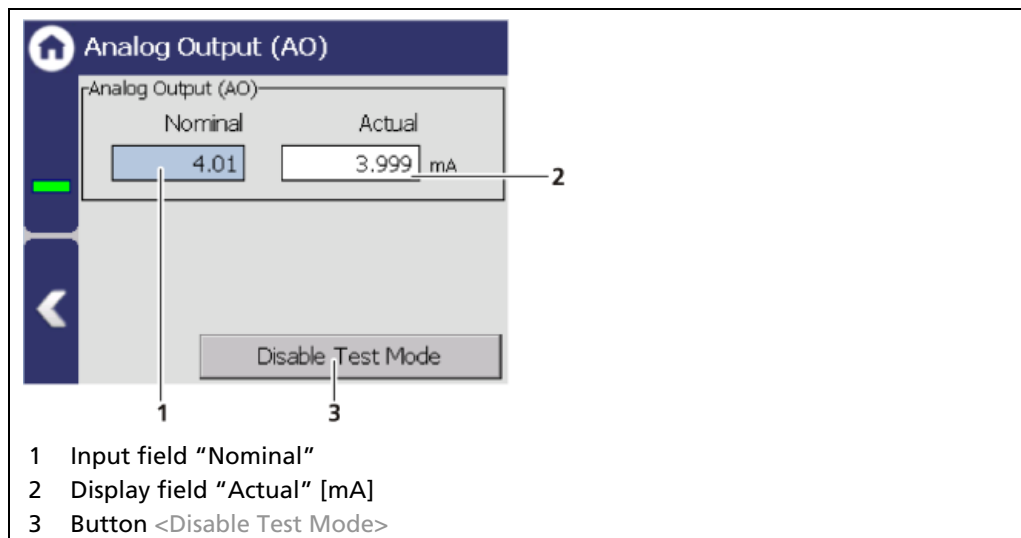 Analog Output (AO)
Analog Output (AO)
Nominal Actual
4.01 3.999 mA
2
Disable Test Mode
1 3
1 Input field “Nominal”
2 Display field “Actual” [mA]
3 Button <Disable Test Mode>